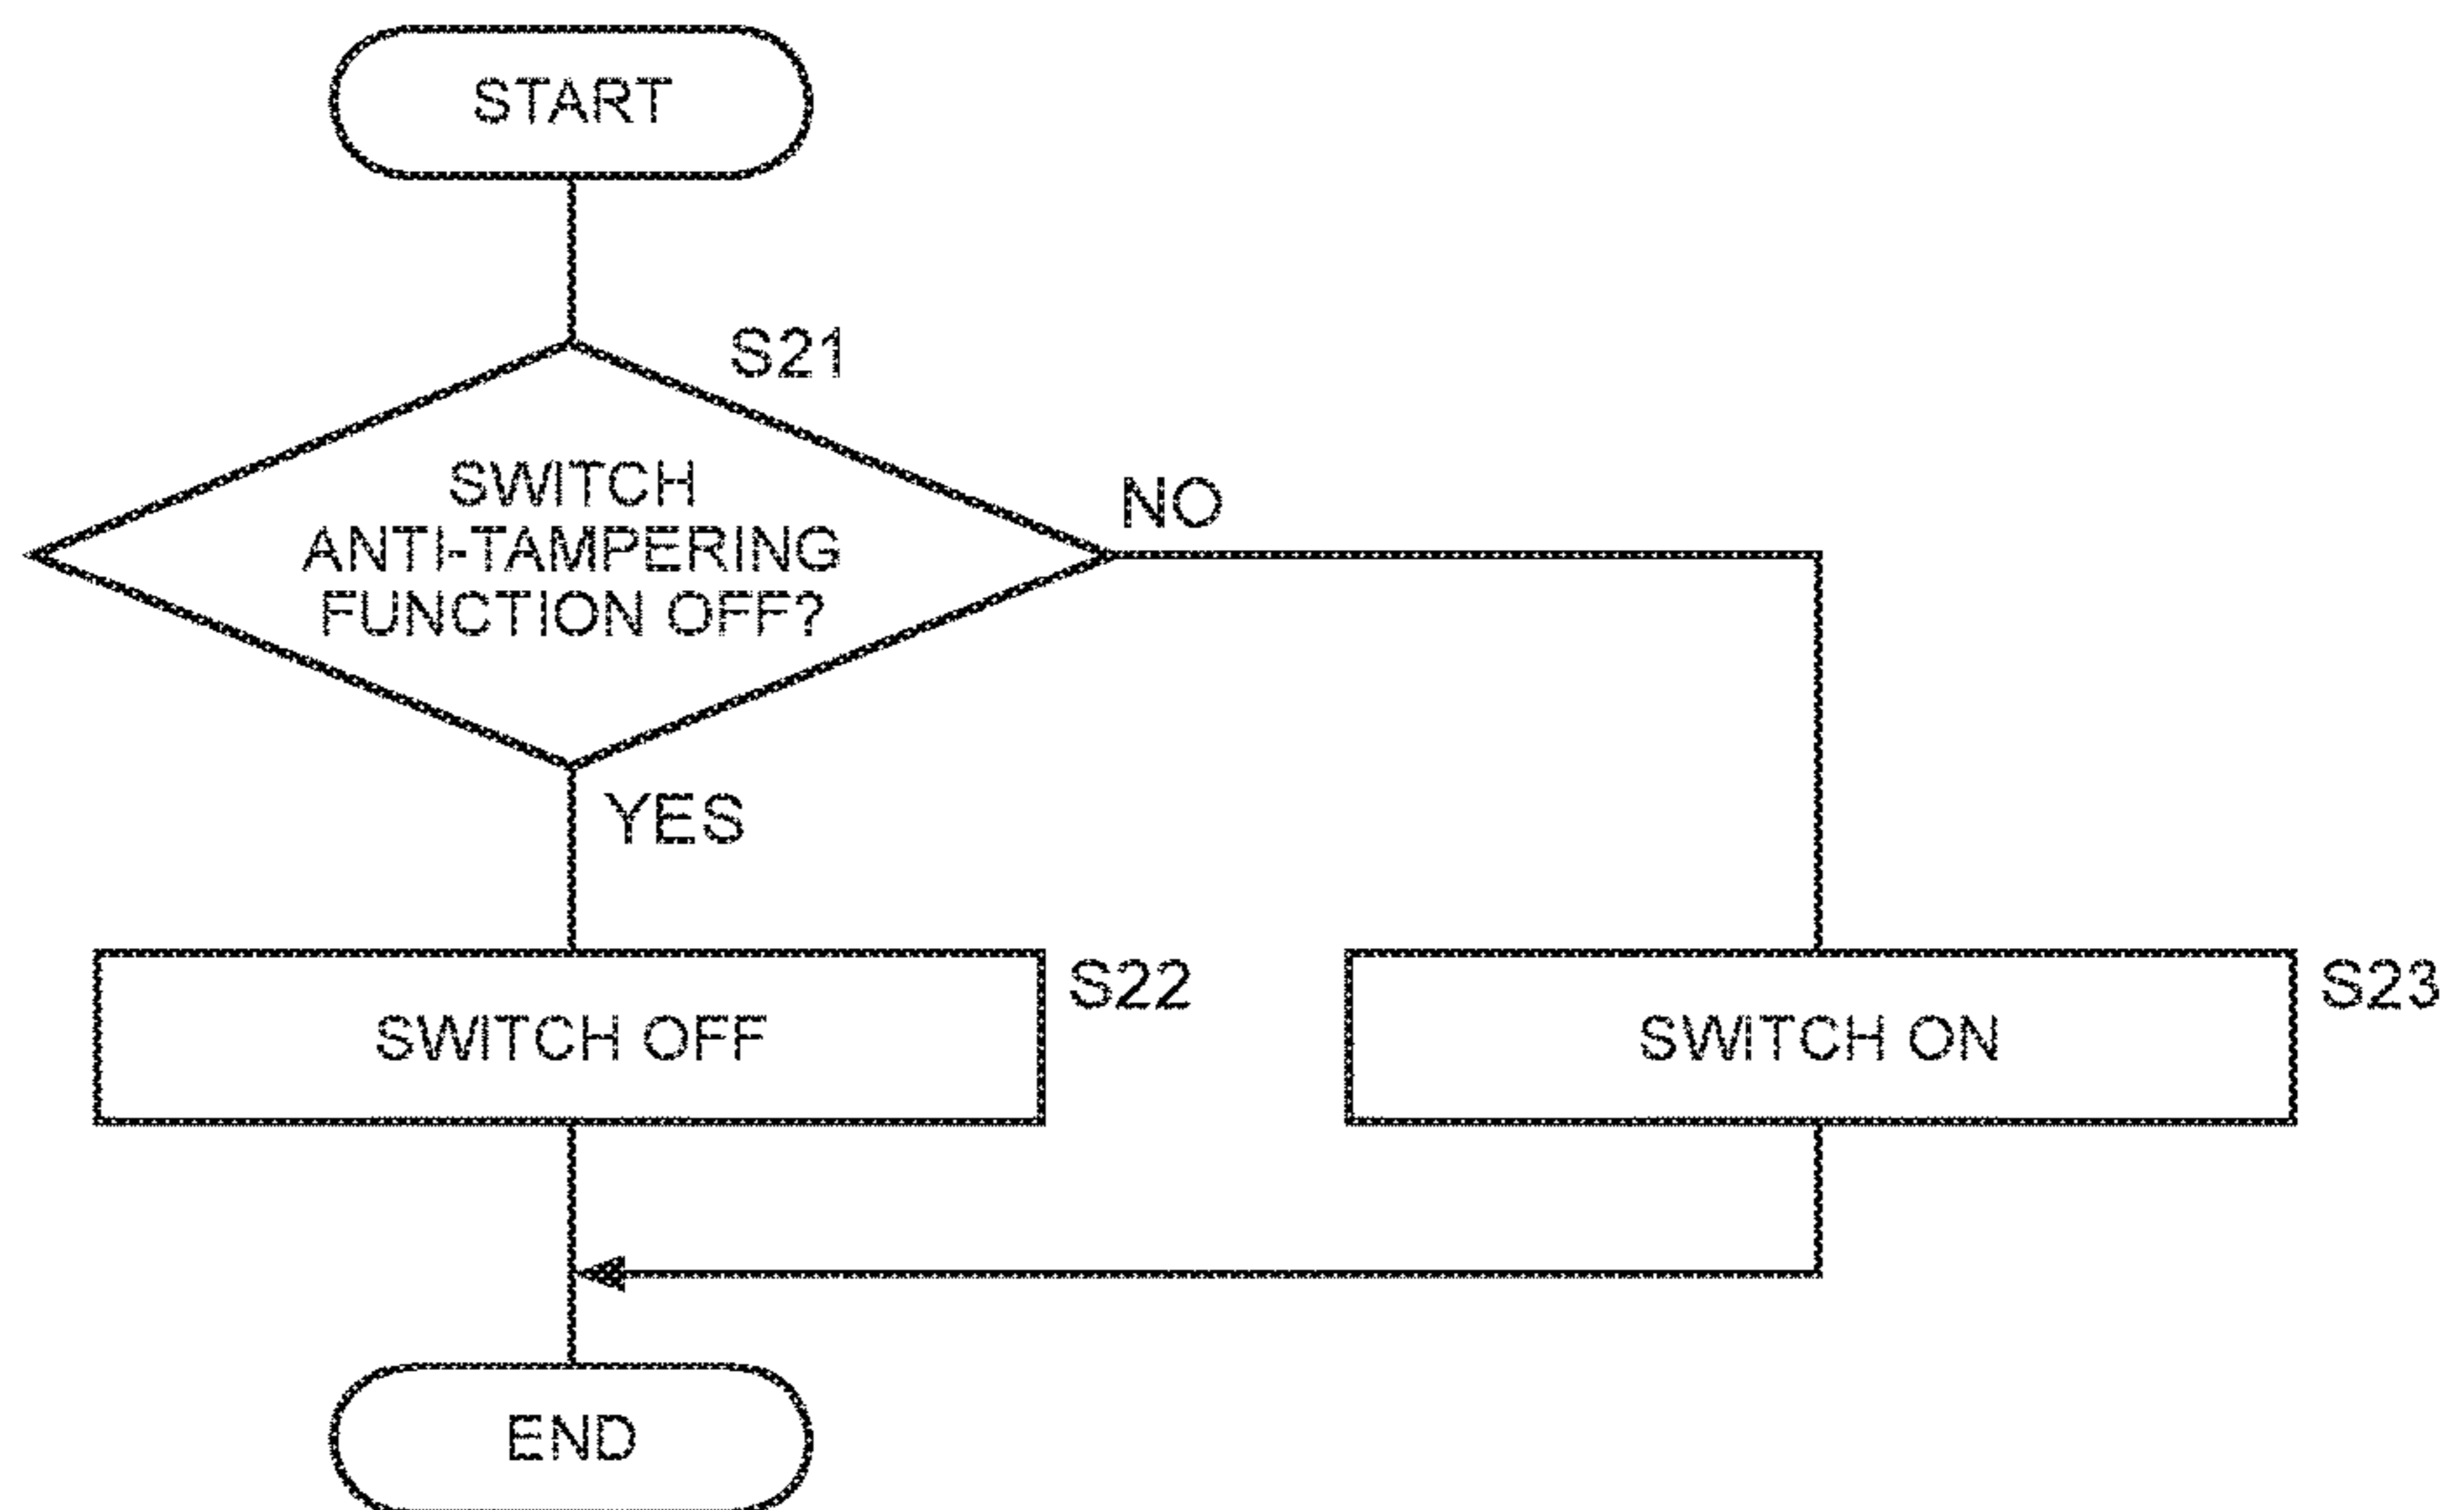 START
S21
SWITCH
ANTI-TAMPERING
FUNCTION OFF?
NO
YES
SWITCH OFF
S22
SWITCH ON
S23
END